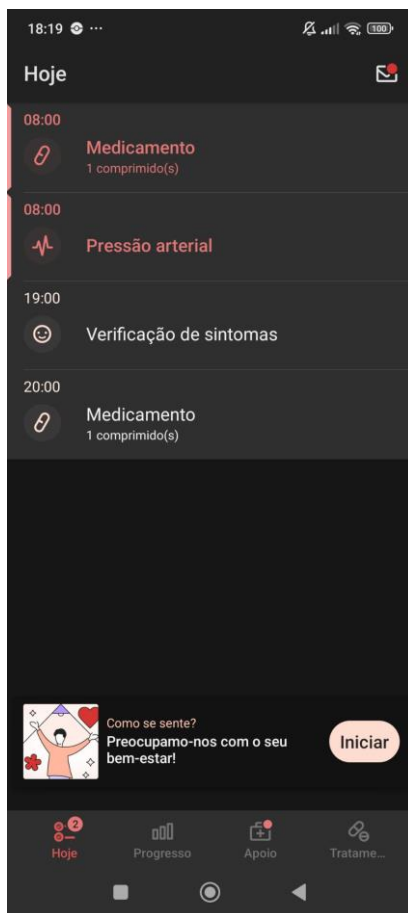 18:19
100
Hoje
08:00
Medicamento
1 comprimido(s)
08:00
Pressão arterial
19:00
Verificação de sintomas
20:00
Medicamento
1 comprimido(s)
Como se sente?
Preocupamo-nos com o seu
bem-estar!
Iniciar
2
Hoje
Progresso
Apoio
Tratame...